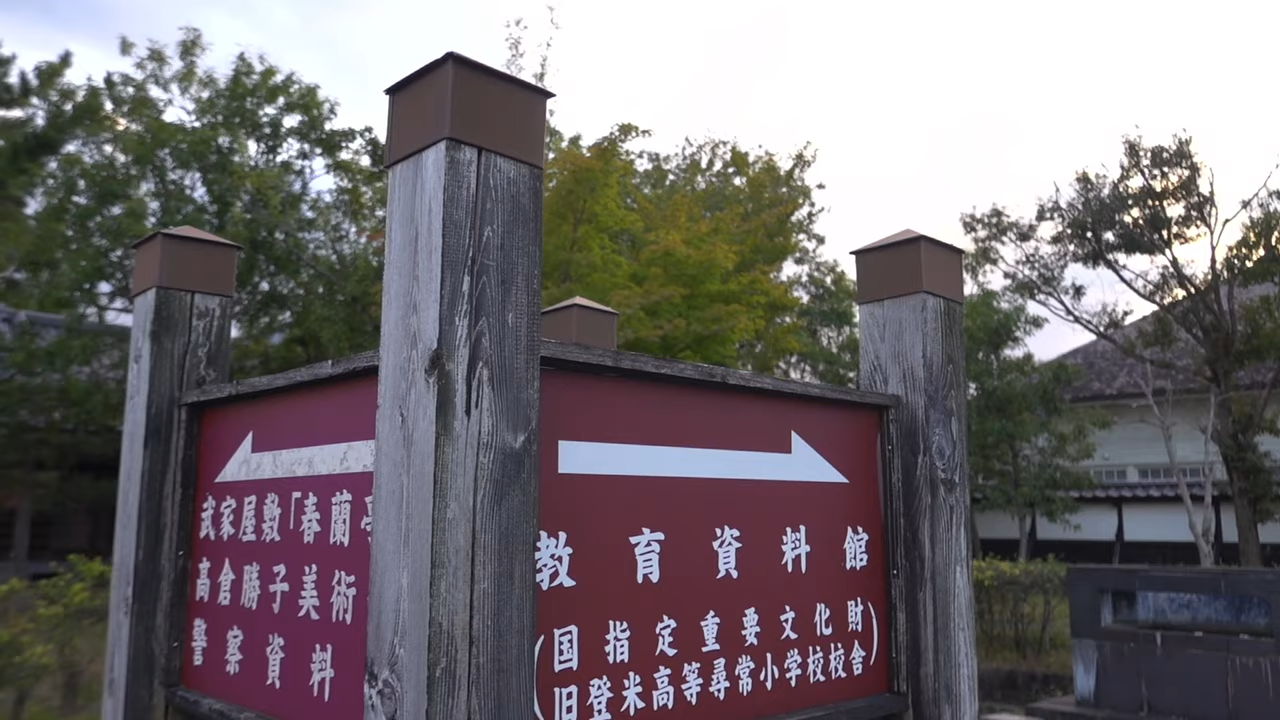 武家屋敷「春蘭亭
高倉勝子美術
警察資料
教育資料館
(国指定重要文化財)
旧登米高等尋常小学校校舎